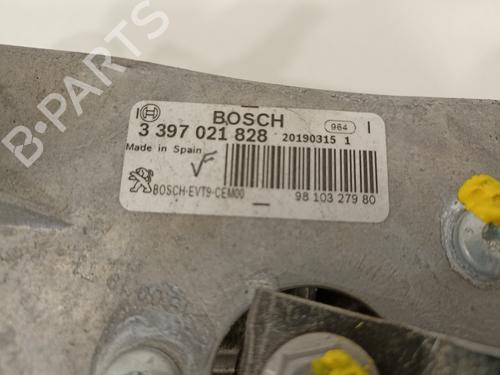 BOSCH
964
3 397 021 828 20190315 1
Made in Spain
VF
BOSCH-EVT9-CEM00
98 103 279 80
B-PARTS